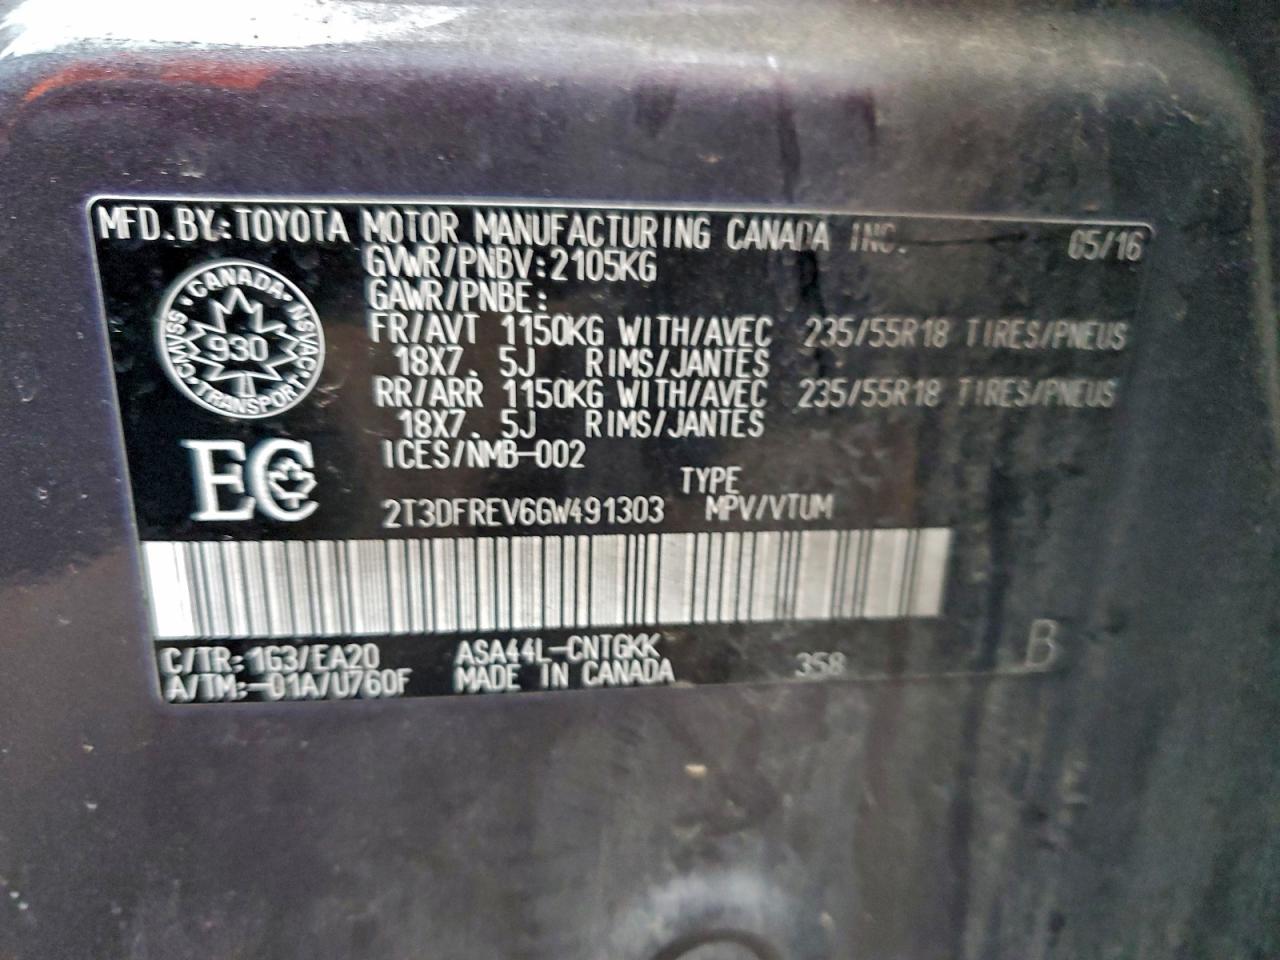 MFD.BY:TOYOTA MOTOR MANUFACTURING CANADA INC. 05/16
GVWR/PNBV:2105KG
GAWR/PNBE:
FR/AVT 1150KG WITH/AVEC 235/55R18 TIRES/PNEUS
18X7. 5J RIMS/JANTES
RR/ARR 1150KG WITH/AVEC 235/55R18 TIRES/PNEUS
18X7. 5J RIMS/JANTES
CANADA
CMVSS 930 NSVAC
TRANSPORT
ICES/NMB-002
EC
TYPE
2T3DFREV6GW491303 MPV/VTUM
C/TR:1G3/EA20 ASA44L-CNTGKK
A/TM:-01A/U760F MADE IN CANADA 358 B